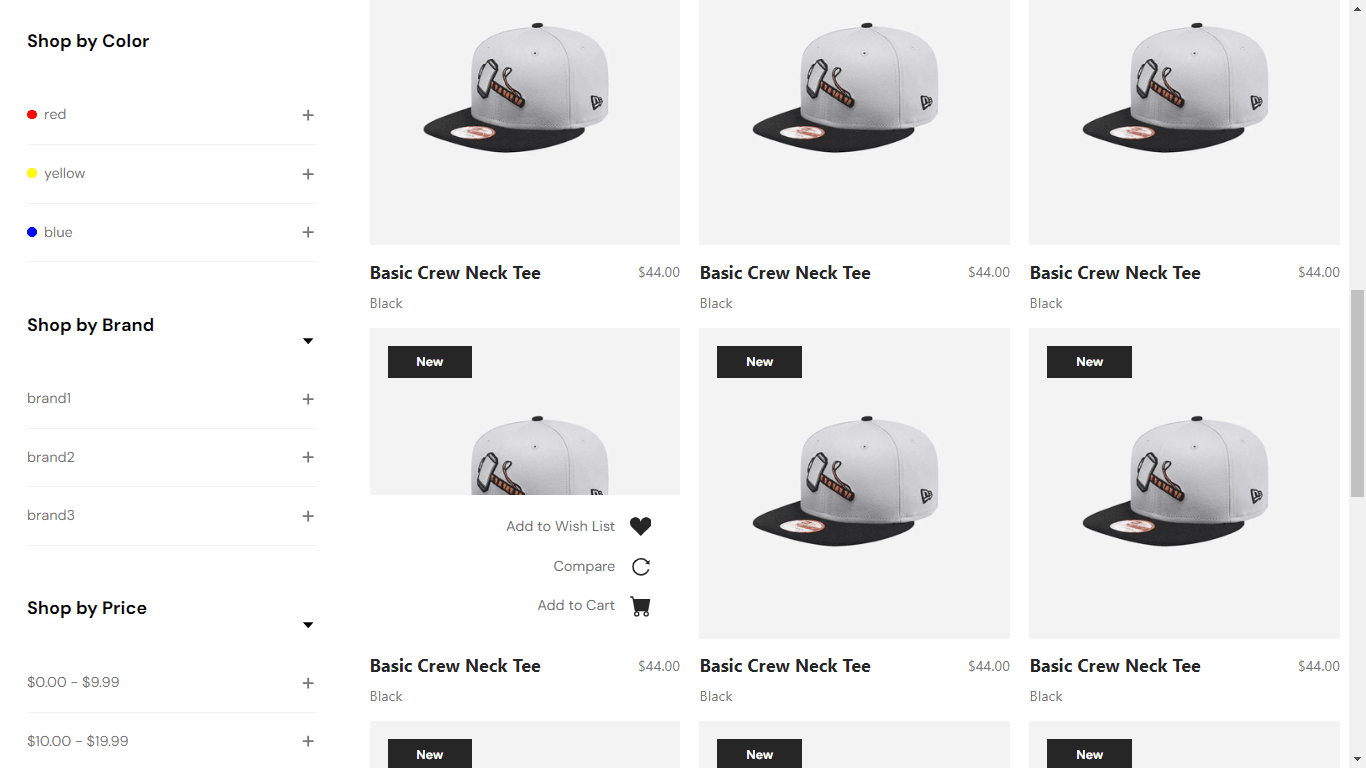 Shop by Color
red +
yellow +
blue +
Shop by Brand
brand1 +
brand2 +
brand3 +
Shop by Price
$0.00 - $9.99 +
$10.00 - $19.99 +
Basic Crew Neck Tee $44.00
Black
Basic Crew Neck Tee $44.00
Black
Basic Crew Neck Tee $44.00
Black
New
Add to Wish List
Compare
Add to Cart
Basic Crew Neck Tee $44.00
Black
New
Basic Crew Neck Tee $44.00
Black
New
Basic Crew Neck Tee $44.00
Black
New
New
New